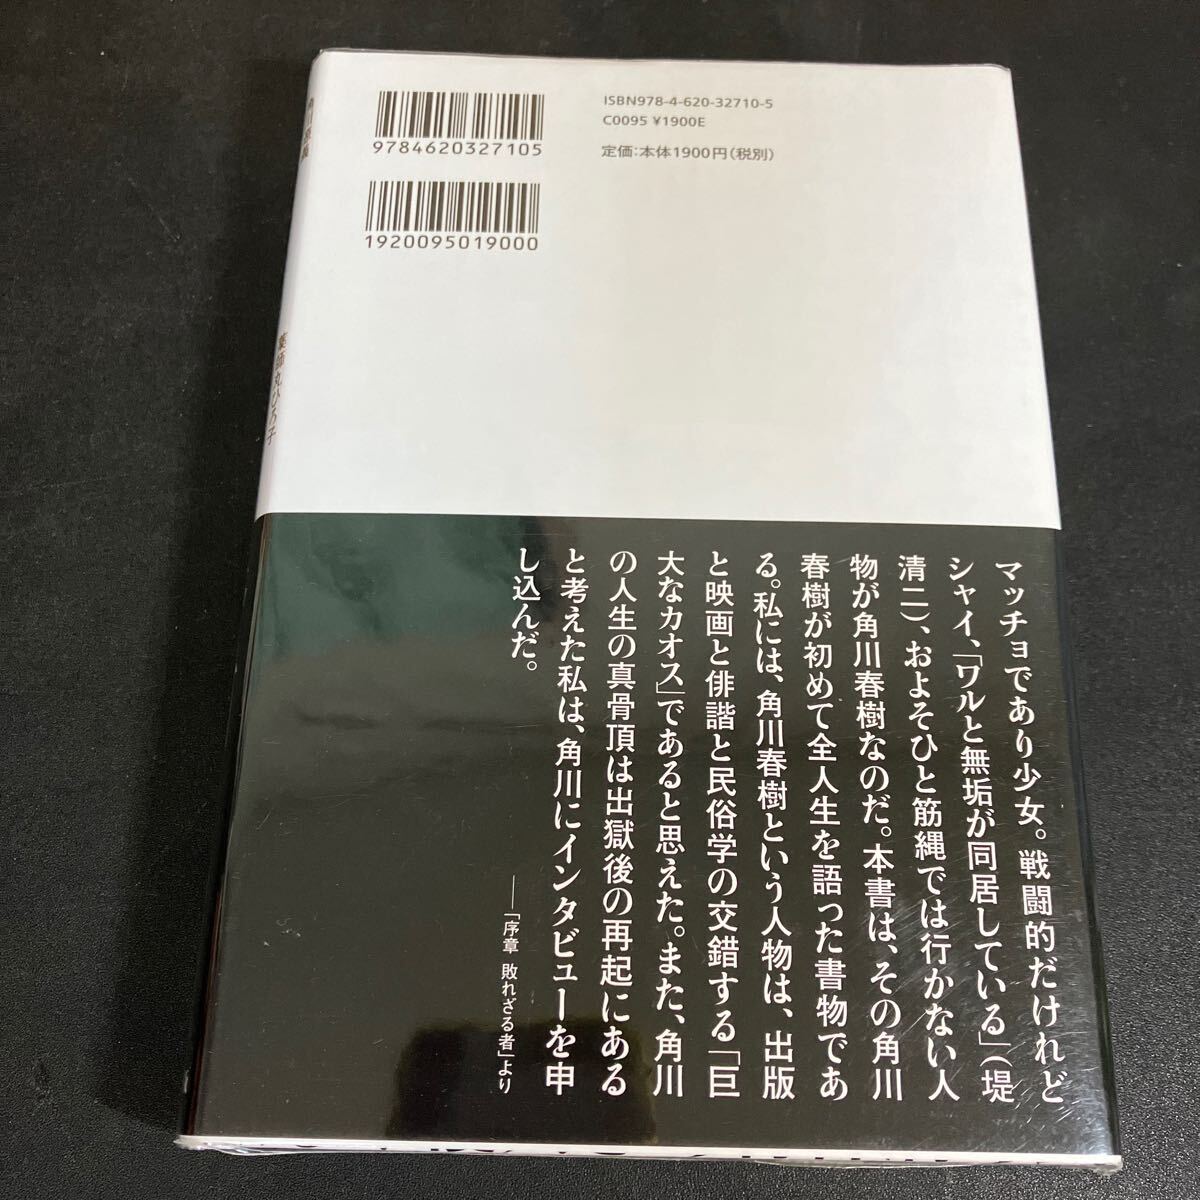 ISBN978-4-620-32710-5
C0095 ¥1900E
定価:本体1900円(税別)
9784620327105
1920095019000
マッチョであり少女。戦闘的だけれど
シャイ、「ワルと無垢が同居している」(堤
清二)、およそひと筋縄では行かない人
物が角川春樹なのだ。本書は、その角川
春樹が初めて全人生を語った書物であ
る。私には、角川春樹という人物は、出版
と映画と俳諧と民俗学の交錯する「巨
大なカオス」であると思えた。また、角川
の人生の真骨頂は出獄後の再起にある
と考えた私は、角川にインタビューを申
し込んだ。
──「序章 敗れざる者」より
薬師丸ひろ子